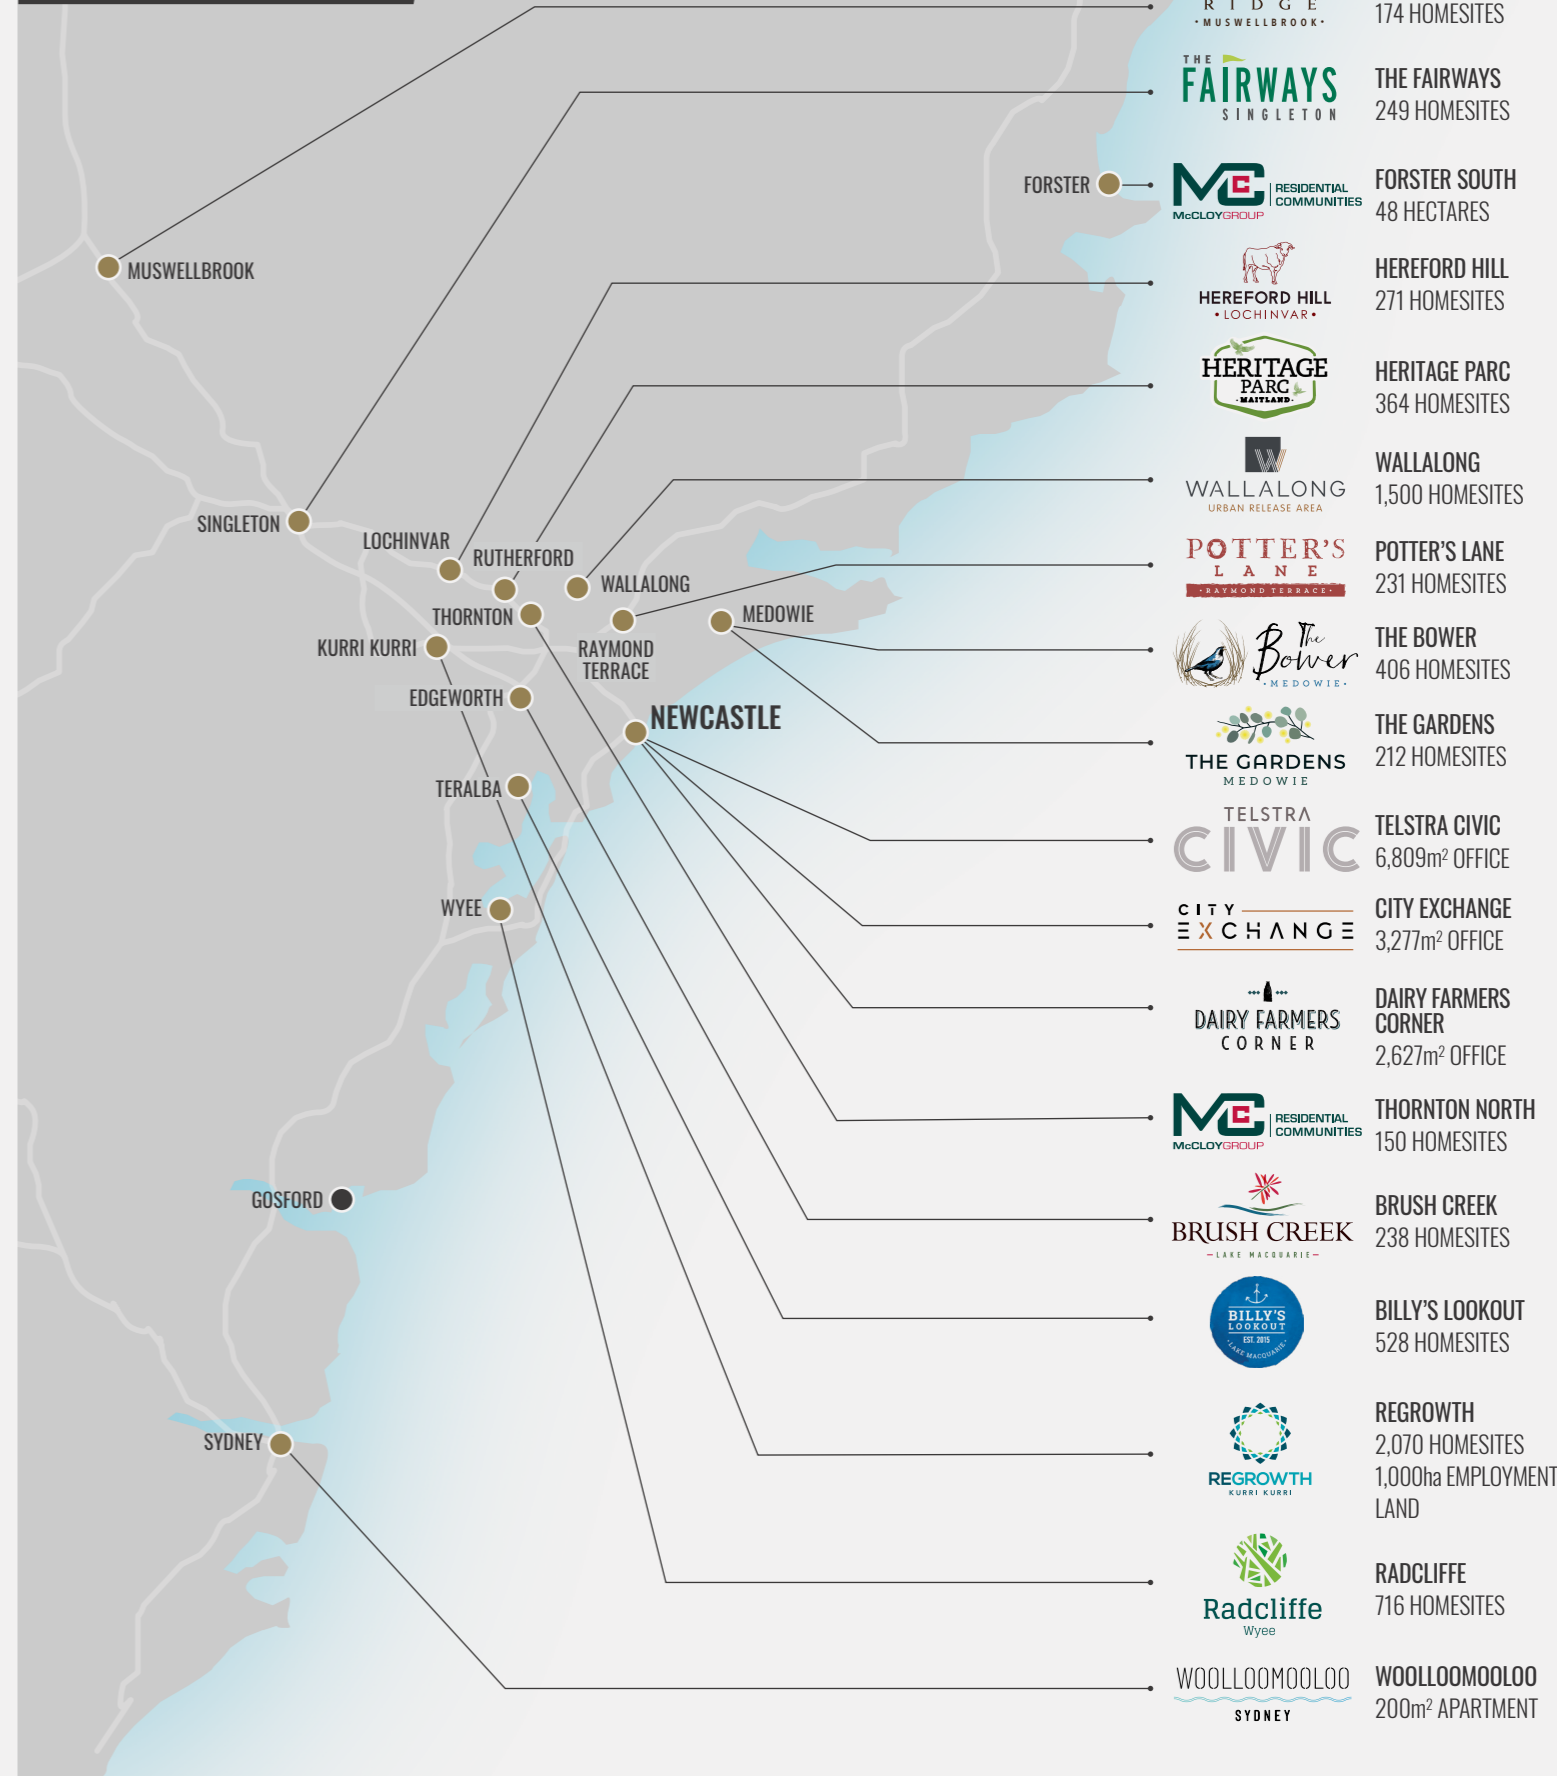 RIDGE
• MUSWELLBROOK •
174 HOMESITES
THE
FAIRWAYS
SINGLETON
THE FAIRWAYS
249 HOMESITES
FORSTER
MC
McCLOYGROUP
RESIDENTIAL
COMMUNITIES
FORSTER SOUTH
48 HECTARES
MUSWELLBROOK
HEREFORD HILL
• LOCHINVAR •
HEREFORD HILL
271 HOMESITES
HERITAGE
PARC
• MAITLAND •
HERITAGE PARC
364 HOMESITES
W
WALLALONG
URBAN RELEASE AREA
WALLALONG
1,500 HOMESITES
SINGLETON
LOCHINVAR
RUTHERFORD
WALLALONG
THORNTON
MEDOWIE
KURRI KURRI
RAYMOND
TERRACE
EDGEWORTH
NEWCASTLE
TERALBA
WYEE
GOSFORD
SYDNEY
POTTER'S
LANE
• RAYMOND TERRACE •
POTTER'S LANE
231 HOMESITES
The
Bower
• MEDOWIE •
THE BOWER
406 HOMESITES
THE GARDENS
MEDOWIE
THE GARDENS
212 HOMESITES
TELSTRA
CIVIC
TELSTRA CIVIC
6,809m² OFFICE
CITY
EXCHANGE
CITY EXCHANGE
3,277m² OFFICE
DAIRY FARMERS
CORNER
DAIRY FARMERS
CORNER
2,627m² OFFICE
MC
McCLOYGROUP
RESIDENTIAL
COMMUNITIES
THORNTON NORTH
150 HOMESITES
BRUSH CREEK
– LAKE MACQUARIE –
BRUSH CREEK
238 HOMESITES
BILLY'S
LOOKOUT
EST. 2015
• LAKE MACQUARIE •
BILLY'S LOOKOUT
528 HOMESITES
REGROWTH
KURRI KURRI
REGROWTH
2,070 HOMESITES
1,000ha EMPLOYMENT
LAND
Radcliffe
Wyee
RADCLIFFE
716 HOMESITES
WOOLLOOMOOLOO
SYDNEY
WOOLLOOMOOLOO
200m² APARTMENT